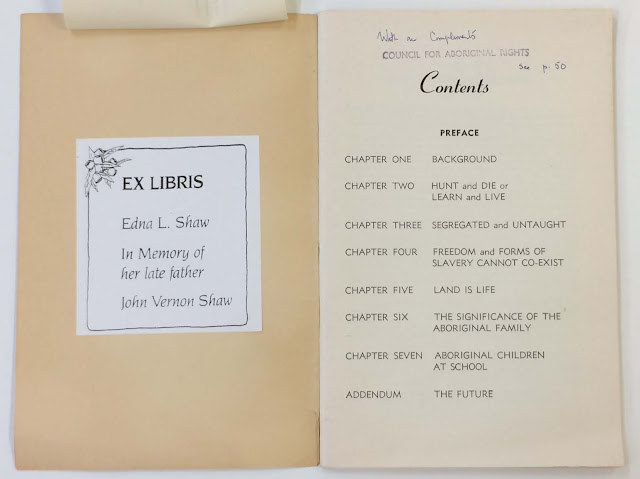 EX LIBRIS
Edna L. Shaw
In Memory of
her late father
John Vernon Shaw
With Compliments
COUNCIL FOR ABORIGINAL RIGHTS
See p. 50
Contents
PREFACE
CHAPTER ONE BACKGROUND
CHAPTER TWO HUNT and DIE or
LEARN and LIVE
CHAPTER THREE SEGREGATED and UNTAUGHT
CHAPTER FOUR FREEDOM and FORMS OF
SLAVERY CANNOT CO-EXIST
CHAPTER FIVE LAND IS LIFE
CHAPTER SIX THE SIGNIFICANCE OF THE
ABORIGINAL FAMILY
CHAPTER SEVEN ABORIGINAL CHILDREN
AT SCHOOL
ADDENDUM THE FUTURE